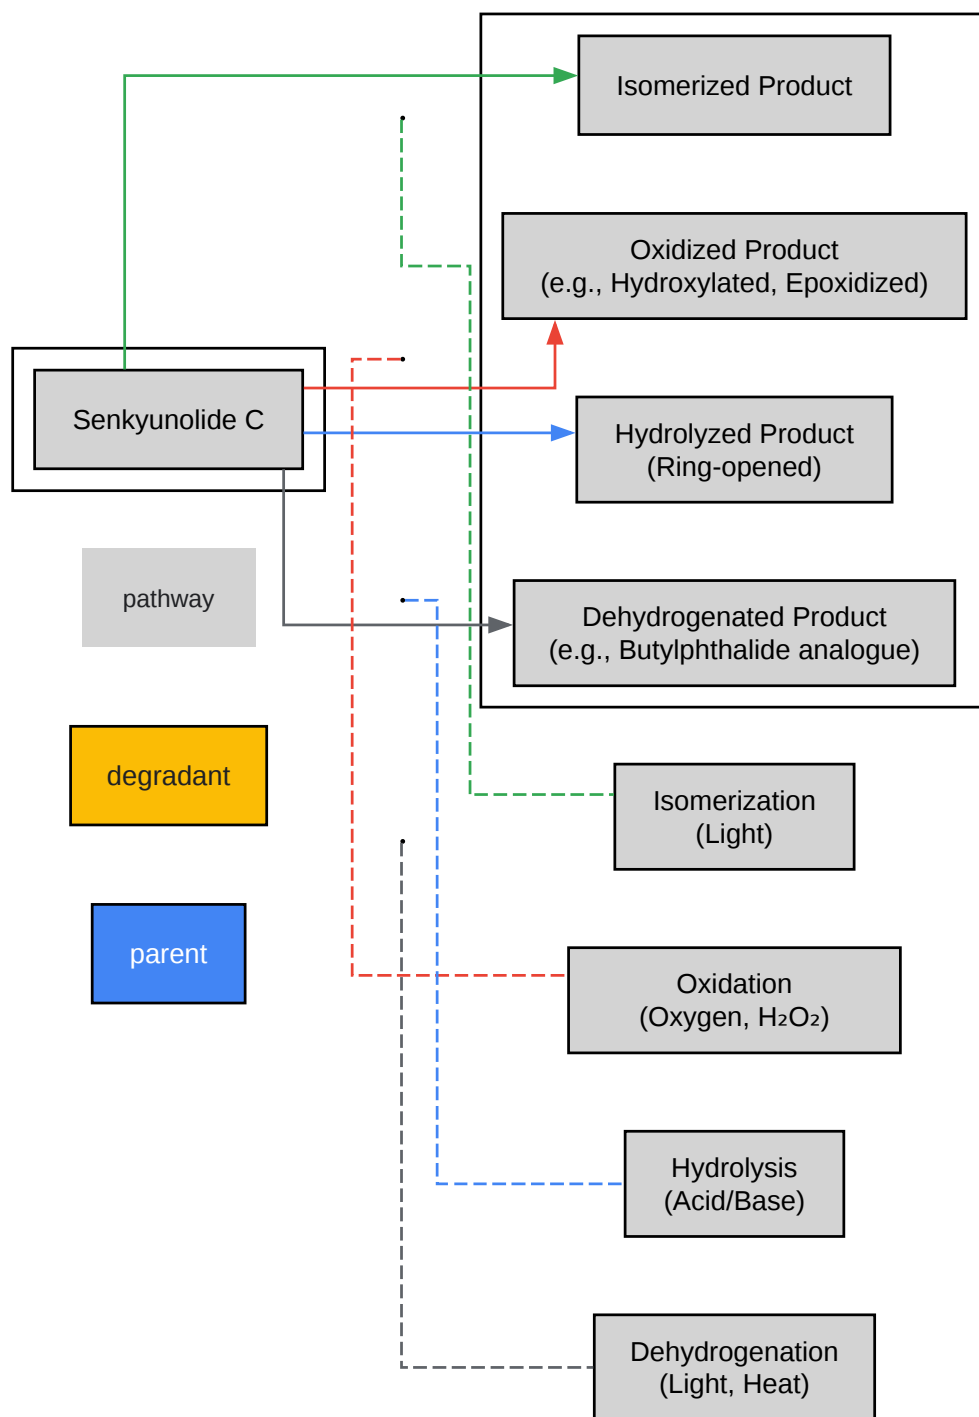 Isomerized Product
Oxidized Product
(e.g., Hydroxylated, Epoxidized)
Senkyunolide C
Hydrolyzed Product
(Ring-opened)
pathway
Dehydrogenated Product
(e.g., Butylphthalide analogue)
degradant
Isomerization
(Light)
parent
Oxidation
(Oxygen, H₂O₂)
Hydrolysis
(Acid/Base)
Dehydrogenation
(Light, Heat)